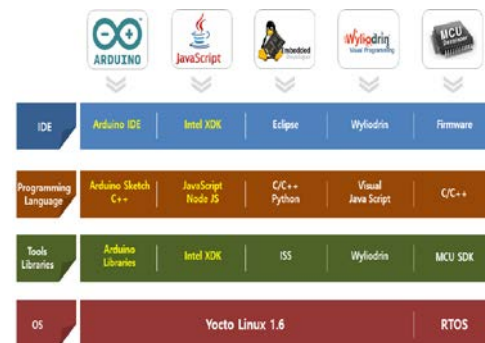 ARDUINO
JavaScript
Embedded
Wyliodrin
Visual Programming
MCU
IDE
Arduino IDE
Intel XDK
Eclipse
Wyliodrin
Firmware
Programming
Language
Arduino Sketch
C++
JavaScript
Node JS
C/C++
Python
Visual
Java Script
C/C++
Tools
Libraries
Arduino
Libraries
Intel XDK
ISS
Wyliodrin
MCU SDK
OS
Yocto Linux 1.6
RTOS